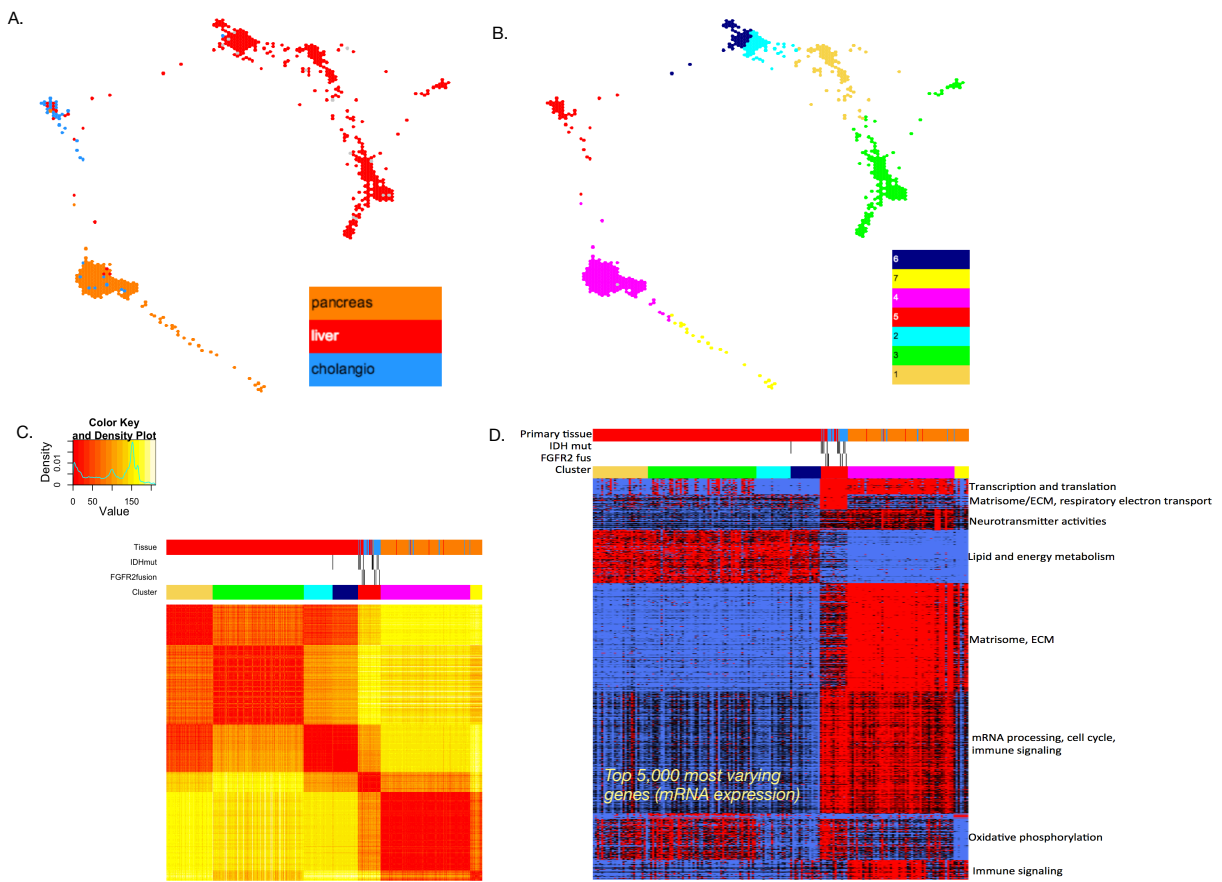 A.
pancreas
liver
cholangio
B.
6
7
4
5
2
3
1
C.
Color Key
and Density Plot
Density
0.01
0 50 150
Value
Tissue
IDHmut
FGFR2fusion
Cluster
D.
Primary tissue
IDH mut
FGFR2 fus
Cluster
Transcription and translation
Matrisome/ECM, respiratory electron transport
Neurotransmitter activities
Lipid and energy metabolism
Matrisome, ECM
mRNA processing, cell cycle,
immune signaling
Top 5,000 most varying
genes (mRNA expression)
Oxidative phosphorylation
Immune signaling